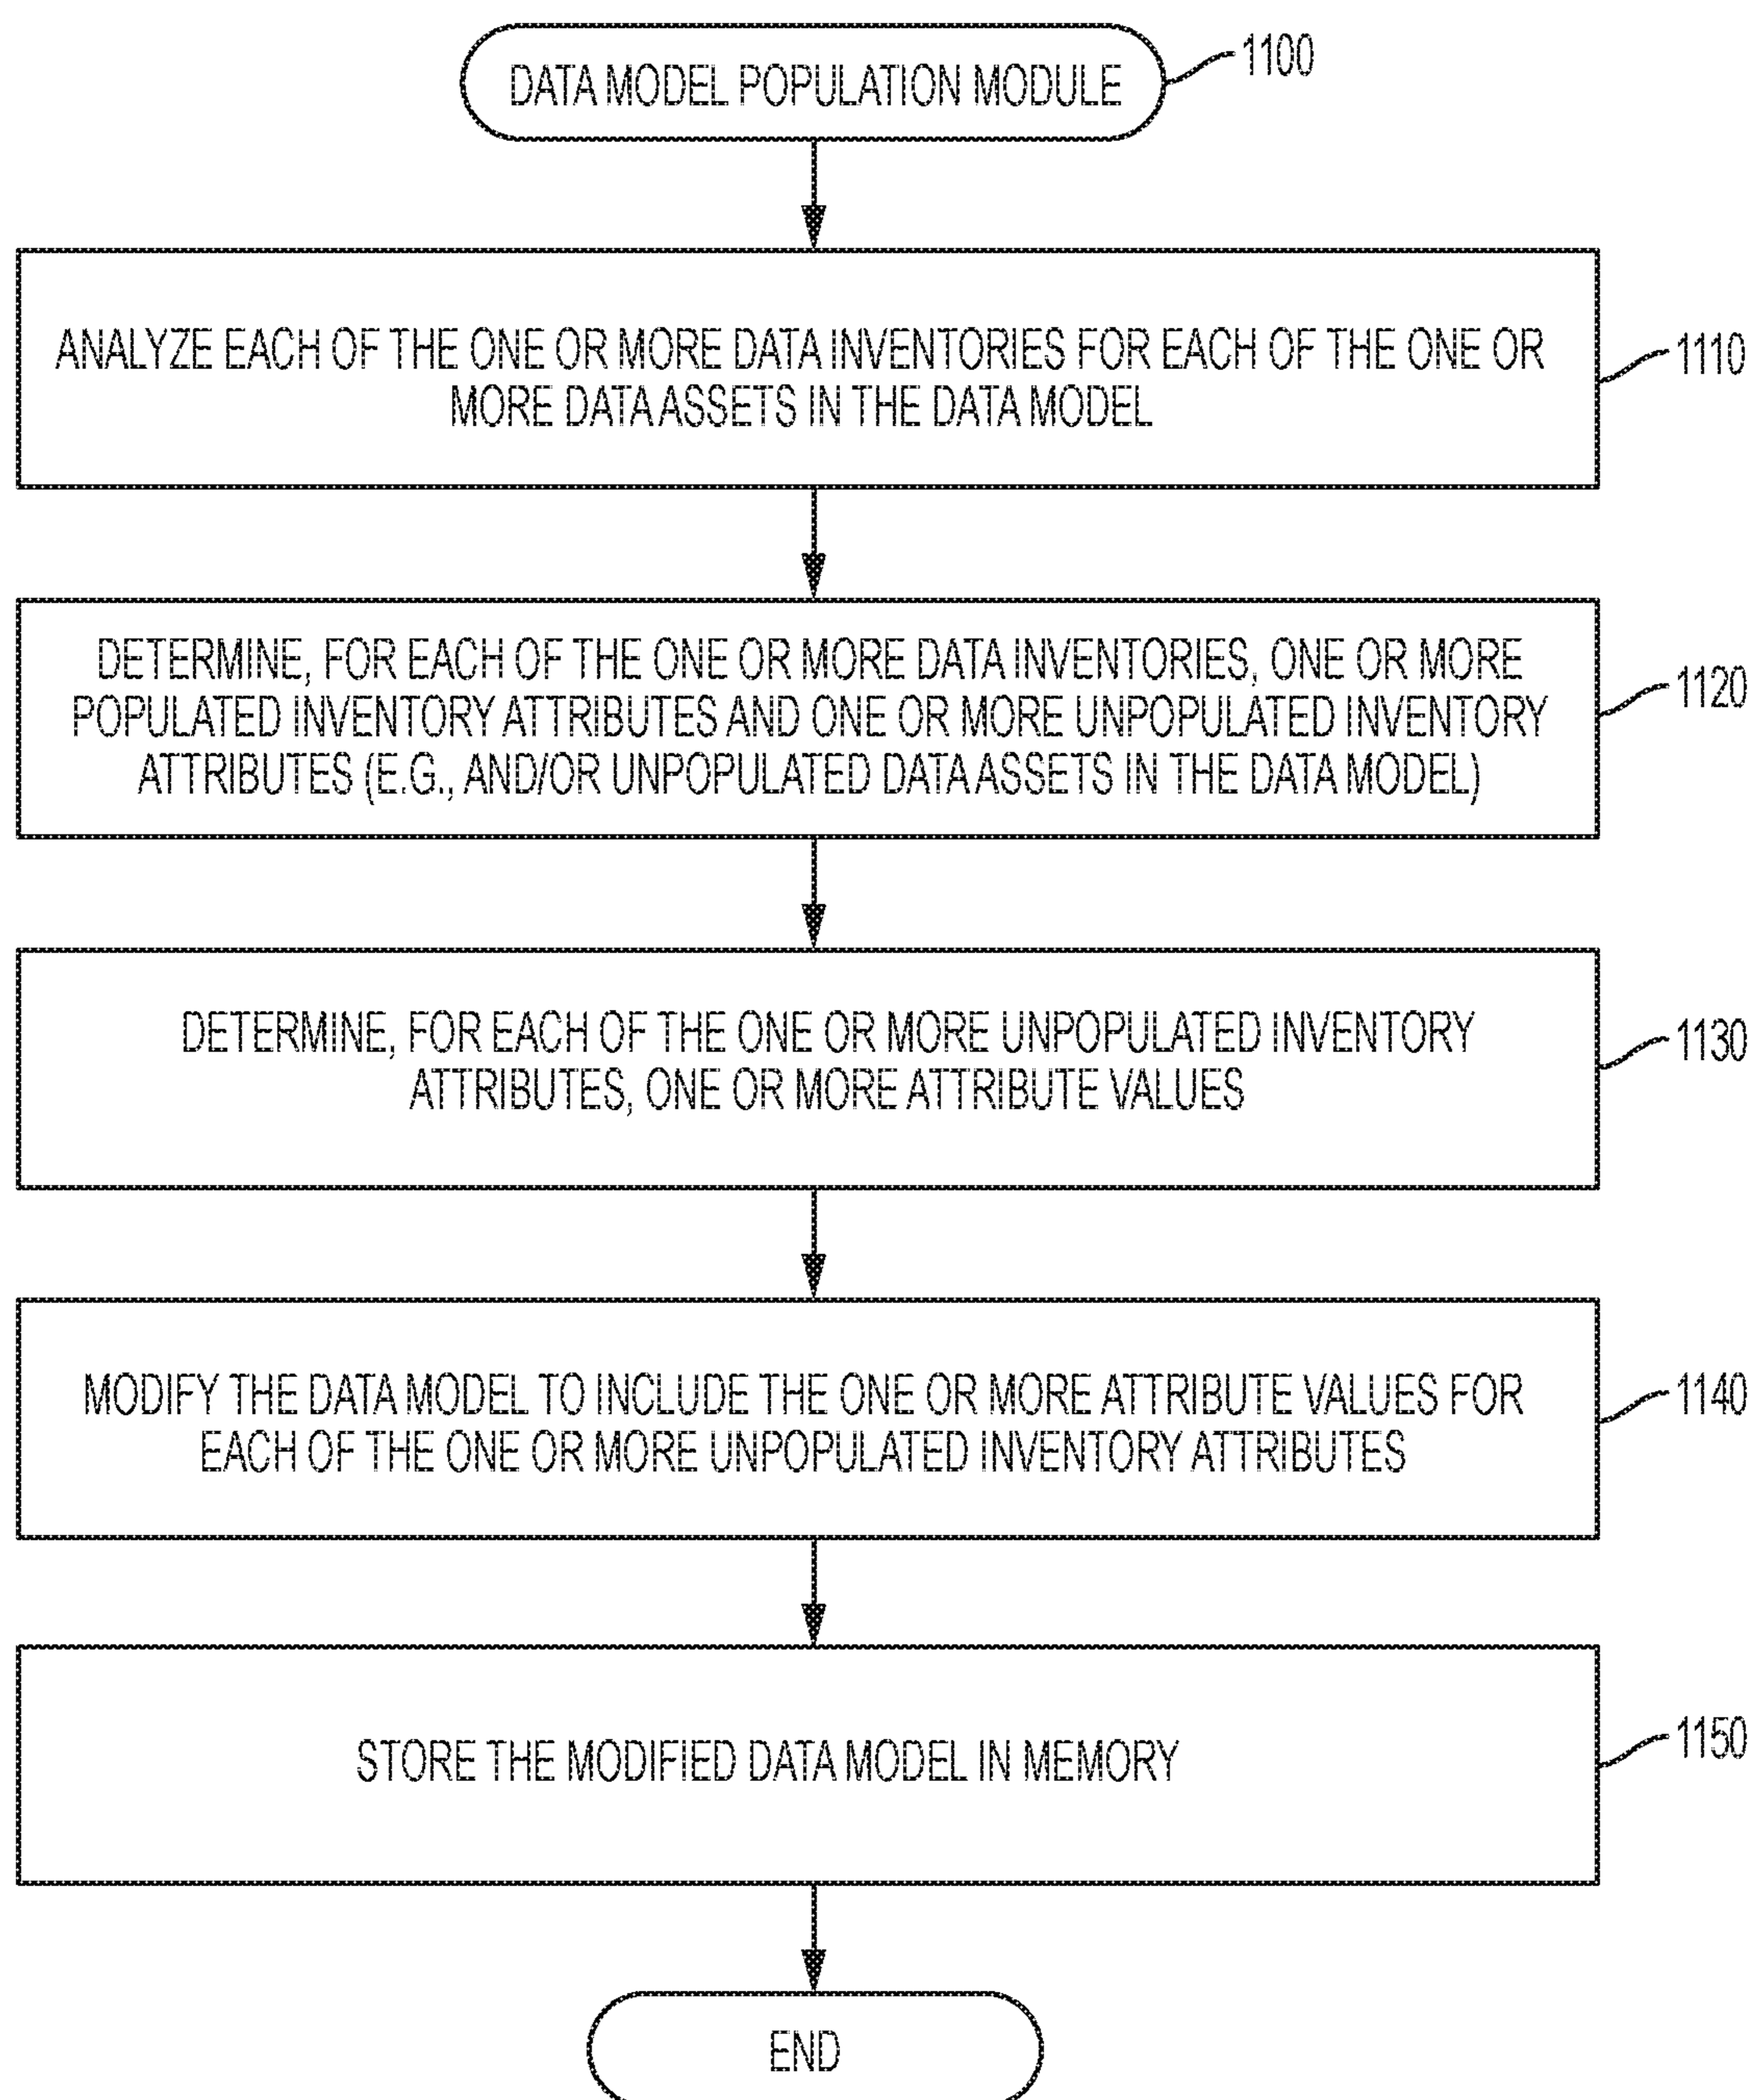 DATA MODEL POPULATION MODULE
1100
ANALYZE EACH OF THE ONE OR MORE DATA INVENTORIES FOR EACH OF THE ONE OR
MORE DATA ASSETS IN THE DATA MODEL
1110
DETERMINE, FOR EACH OF THE ONE OR MORE DATA INVENTORIES, ONE OR MORE
POPULATED INVENTORY ATTRIBUTES AND ONE OR MORE UNPOPULATED INVENTORY
ATTRIBUTES (E.G., AND/OR UNPOPULATED DATA ASSETS IN THE DATA MODEL)
1120
DETERMINE, FOR EACH OF THE ONE OR MORE UNPOPULATED INVENTORY
ATTRIBUTES, ONE OR MORE ATTRIBUTE VALUES
1130
MODIFY THE DATA MODEL TO INCLUDE THE ONE OR MORE ATTRIBUTE VALUES FOR
EACH OF THE ONE OR MORE UNPOPULATED INVENTORY ATTRIBUTES
1140
STORE THE MODIFIED DATA MODEL IN MEMORY
1150
END